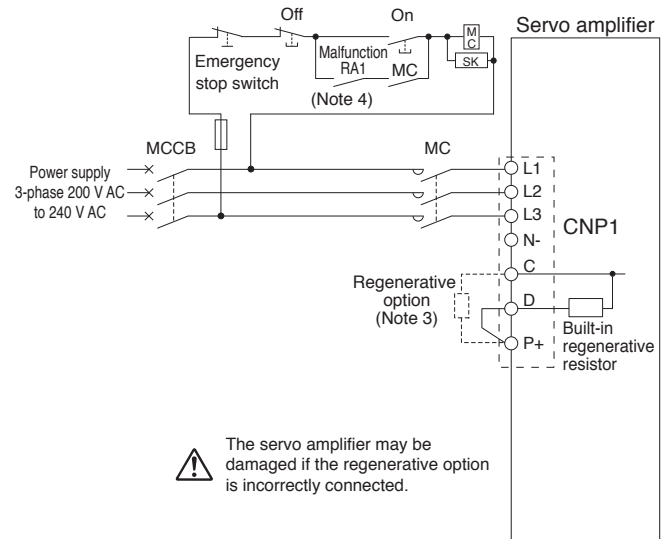 Off
On
Servo amplifier
Emergency
stop switch
Malfunction
RA1
MC
(Note 4)
M
C
SK
MCCB
MC
Power supply
3-phase 200 V AC
to 240 V AC
L1
L2
L3
N-
CNP1
C
D
P+
Regenerative
option
(Note 3)
Built-in
regenerative
resistor
The servo amplifier may be
damaged if the regenerative option
is incorrectly connected.